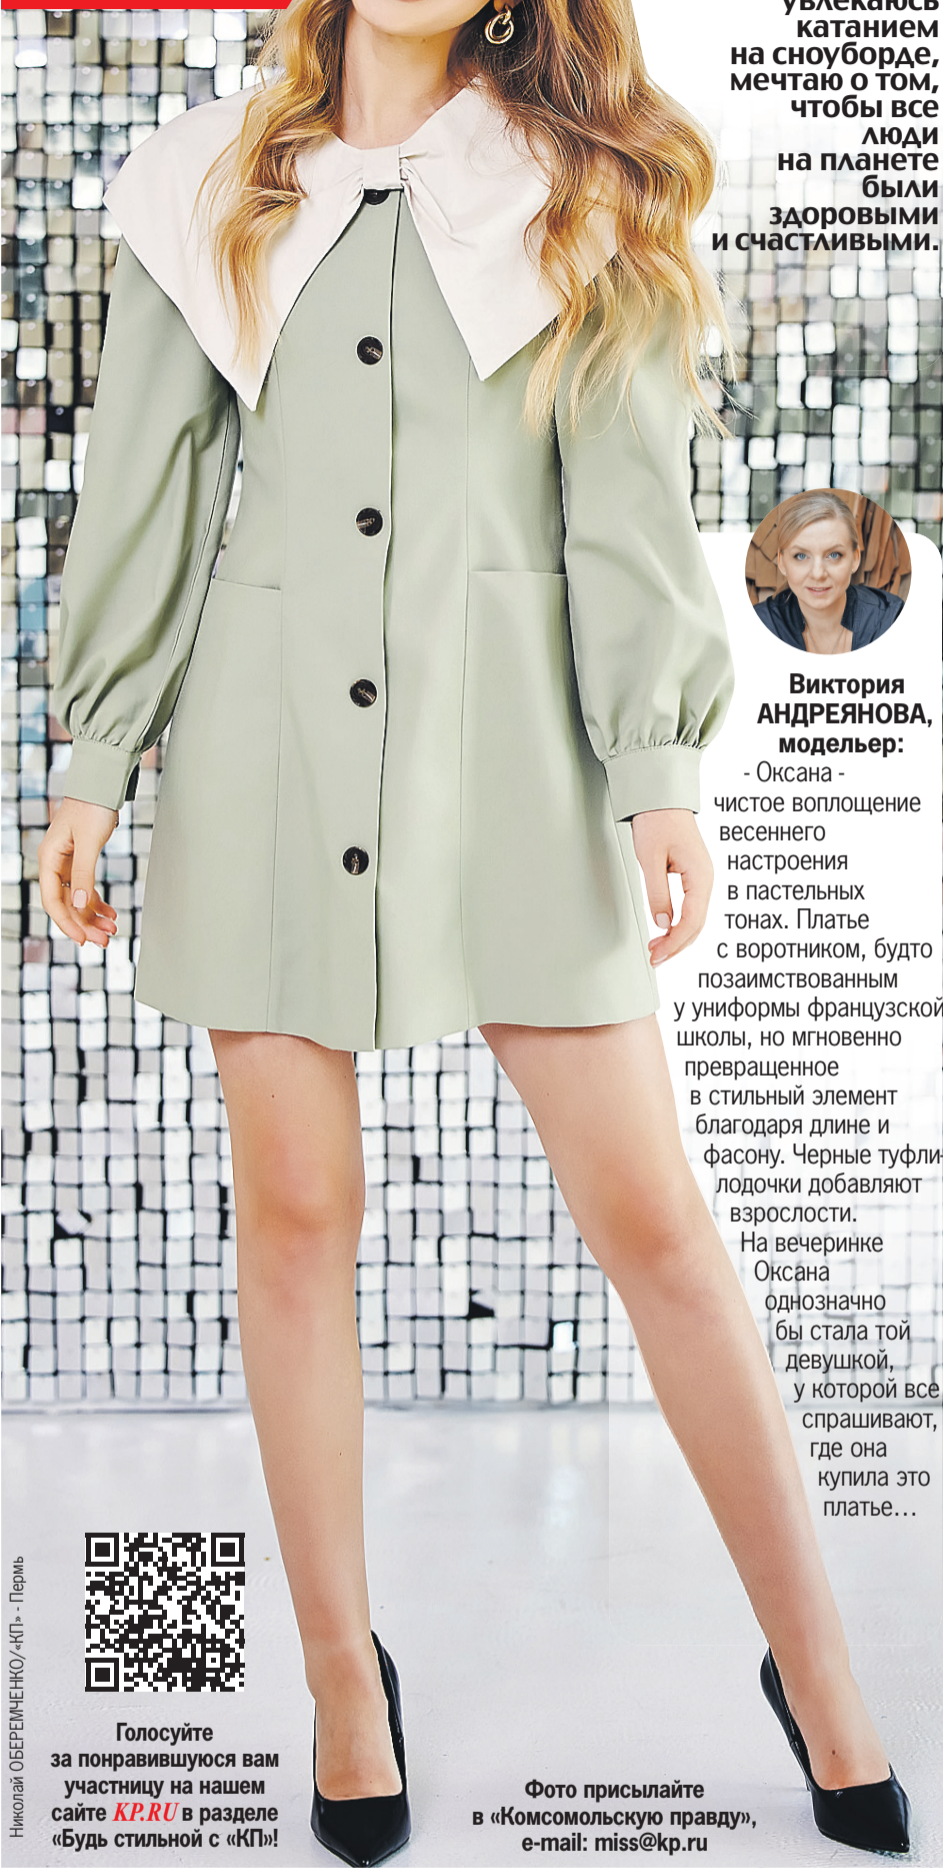 увлекаюсь
катанием
на сноуборде,
мечтаю о том,
чтобы все
люди
на планете
были
здоровыми
и счастливыми.
Виктория
АНДРЕЯНОВА,
модельер:
- Оксана -
чистое воплощение
весеннего
настроения
в пастельных
тонах. Платье
с воротником, будто
позаимствованным
у униформы французской
школы, но мгновенно
превращенное
в стильный элемент
благодаря длине и
фасону. Черные туфли-
лодочки добавляют
взрослости.
На вечеринке
Оксана
однозначно
бы стала той
девушкой,
у которой все
спрашивают,
где она
купила это
платье...
Николай ОБЕРЕМЧЕНКО/«КП» - Пермь
Голосуйте
за понравившуюся вам
участницу на нашем
сайте KP.RU в разделе
«Будь стильной с «КП»!
Фото присылайте
в «Комсомольскую правду»,
e-mail: miss@kp.ru